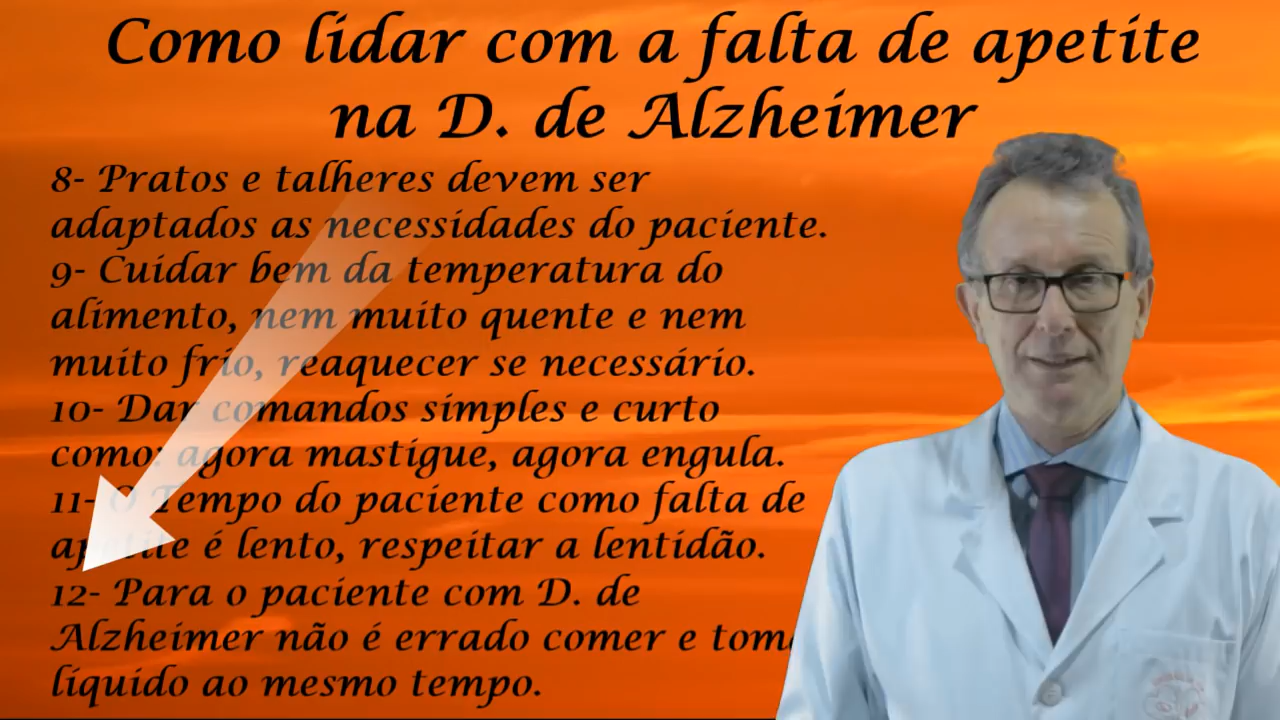 Como lidar com a falta de apetite
na D. de Alzheimer
8- Pratos e talheres devem ser
adaptados as necessidades do paciente.
9- Cuidar bem da temperatura do
alimento, nem muito quente e nem
muito frio, reaquecer se necessário.
10- Dar comandos simples e curto
como: agora mastigue, agora engula.
11- O Tempo do paciente como falta de
apetite é lento, respeitar a lentidão.
12- Para o paciente com D. de
Alzheimer não é errado comer e
líquido ao mesmo tempo.